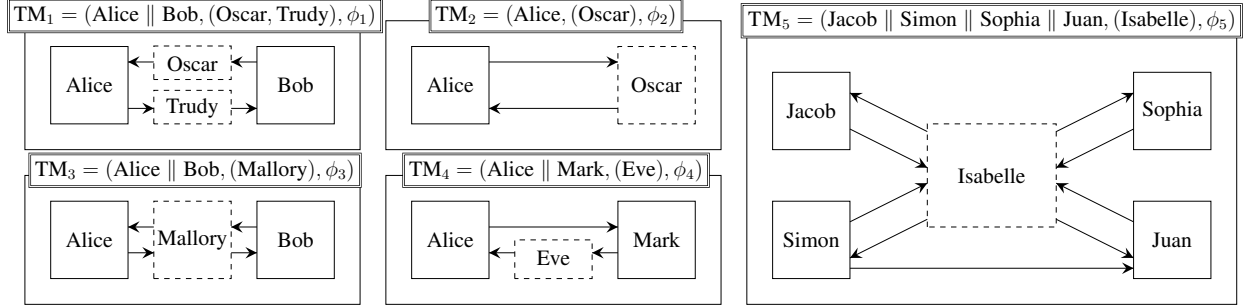 TM₁ = (Alice ∥ Bob, (Oscar, Trudy), ϕ₁)
Alice
Oscar
Trudy
Bob
TM₂ = (Alice, (Oscar), ϕ₂)
Alice
Oscar
TM₃ = (Alice ∥ Bob, (Mallory), ϕ₃)
Alice
Mallory
Bob
TM₄ = (Alice ∥ Mark, (Eve), ϕ₄)
Alice
Eve
Mark
TM₅ = (Jacob ∥ Simon ∥ Sophia ∥ Juan, (Isabelle), ϕ₅)
Jacob
Sophia
Isabelle
Simon
Juan